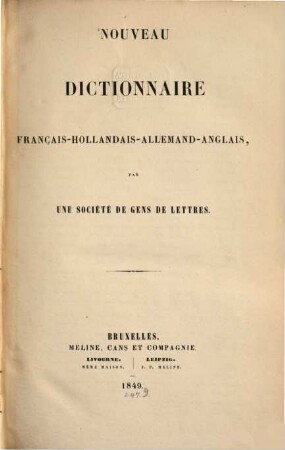 NOUVEAU
DICTIONNAIRE
FRANÇAIS-HOLLANDAIS-ALLEMAND-ANGLAIS,
PAR
UNE SOCIÉTÉ DE GENS DE LETTRES.
BRUXELLES.
MELINE, CANS ET COMPAGNIE.
LIVOURNE. LEIPZIG.
MÊME MAISON. J. P. MELINE.
1849.